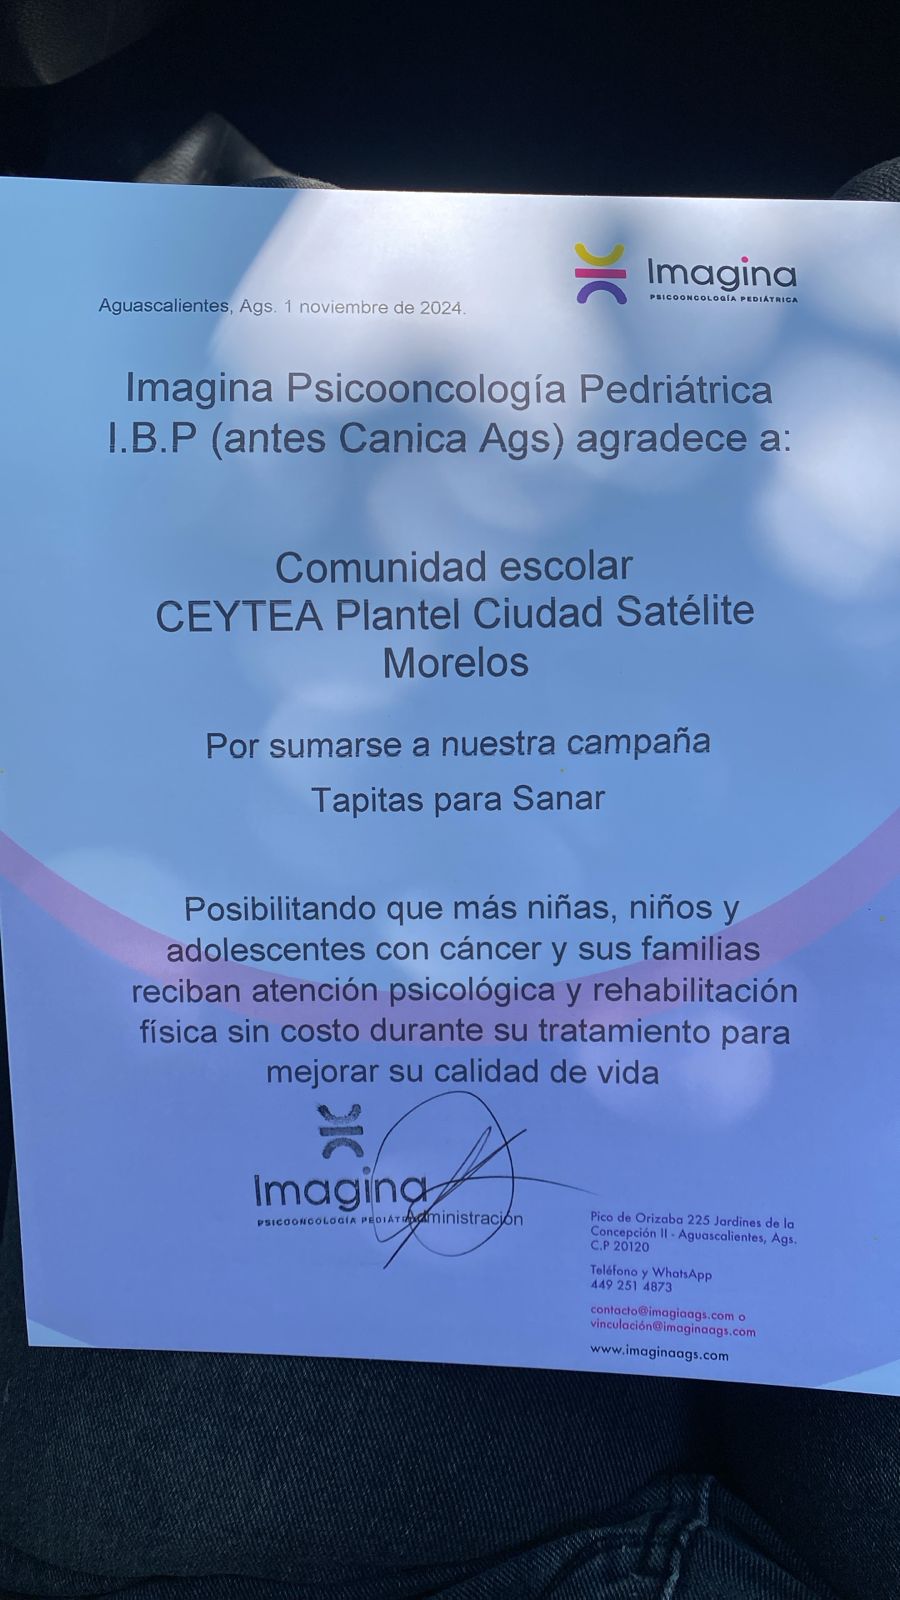 Imagina
PSICOONCOLOGÍA PEDIÁTRICA
Aguascalientes, Ags. 1 noviembre de 2024.
Imagina Psicooncología Pedriátrica
I.B.P (antes Canica Ags) agradece a:
Comunidad escolar
CEYTEA Plantel Ciudad Satélite
Morelos
Por sumarse a nuestra campaña
Tapitas para Sanar
Posibilitando que más niñas, niños y
adolescentes con cáncer y sus familias
reciban atención psicológica y rehabilitación
física sin costo durante su tratamiento para
mejorar su calidad de vida
Imagina
PSICOONCOLOGÍA Administración
Pico de Orizaba 225 Jardines de la
Concepción II - Aguascalientes, Ags.
C.P 20120
Teléfono y WhatsApp
449 251 4873
contacto@imagiaags.com o
vinculación@imaginaags.com
www.imaginaags.com